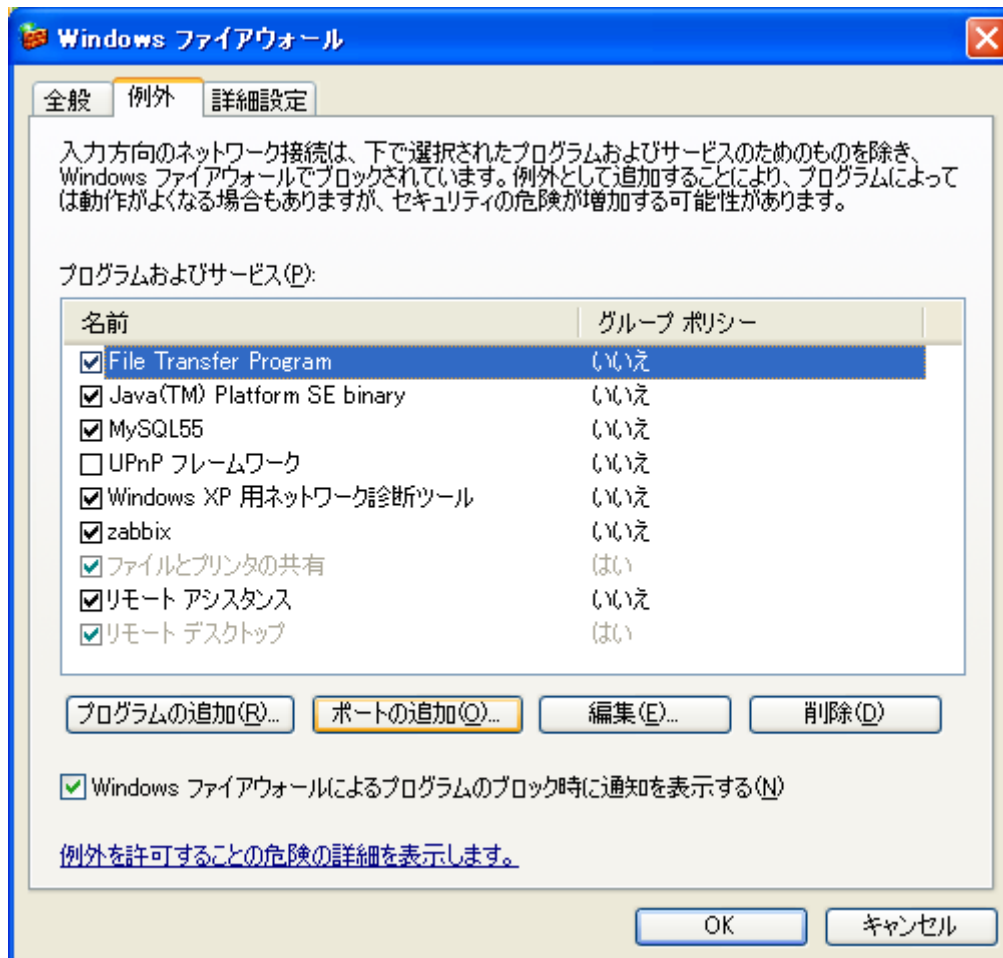 Windows ファイアウォール
全般 例外 詳細設定
入力方向のネットワーク接続は、下で選択されたプログラムおよびサービスのためのものを除き、
Windows ファイアウォールでブロックされています。例外として追加することにより、プログラムによって
は動作がよくなる場合もありますが、セキュリティの危険が増加する可能性があります。
プログラムおよびサービス(P):
名前 グループ ポリシー
File Transfer Program いいえ
Java(TM) Platform SE binary いいえ
MySQL55 いいえ
UPnP フレームワーク いいえ
Windows XP 用ネットワーク診断ツール いいえ
zabbix いいえ
ファイルとプリンタの共有 はい
リモート アシスタンス いいえ
リモート デスクトップ はい
プログラムの追加(R)... ポートの追加(O)... 編集(E)... 削除(D)
Windows ファイアウォールによるプログラムのブロック時に通知を表示する(N)
例外を許可することの危険の詳細を表示します。
OK キャンセル